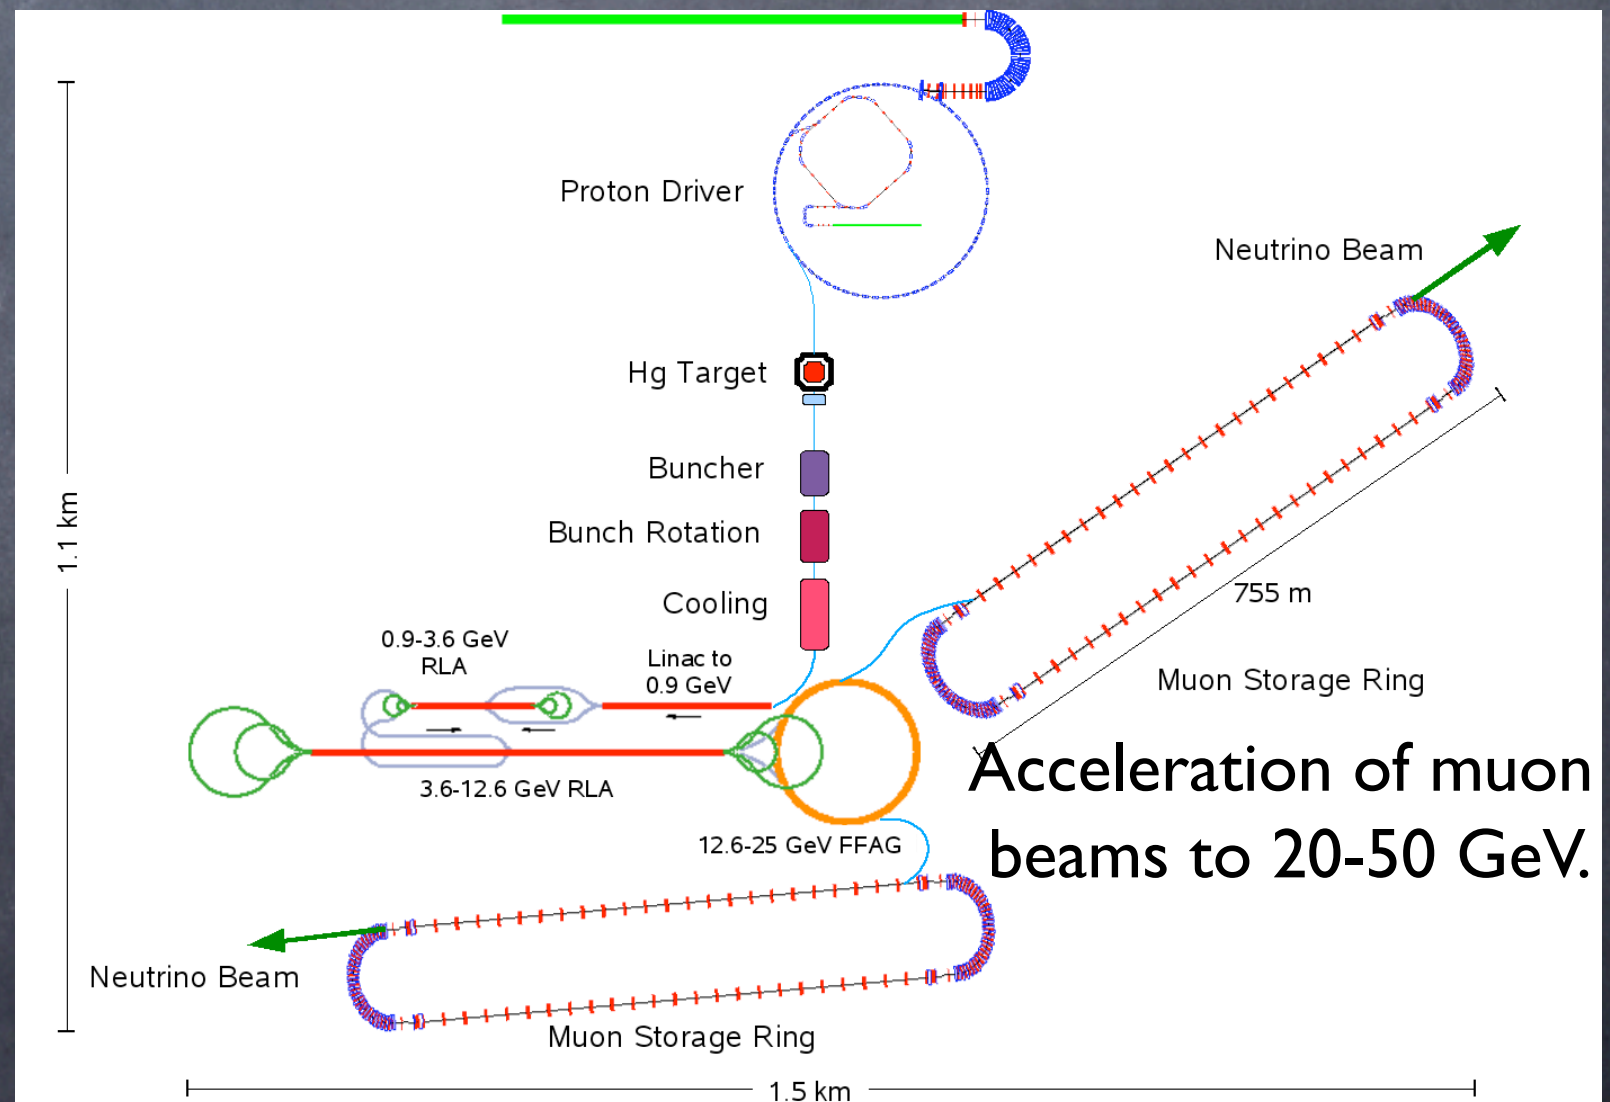 Proton Driver
Neutrino Beam
Hg Target
Buncher
1.1 km
Bunch Rotation
755 m
Cooling
0.9-3.6 GeV
RLA
Linac to
0.9 GeV
Muon Storage Ring
3.6-12.6 GeV RLA
Acceleration of muon
beams to 20-50 GeV.
12.6-25 GeV FFAG
Neutrino Beam
Muon Storage Ring
1.5 km